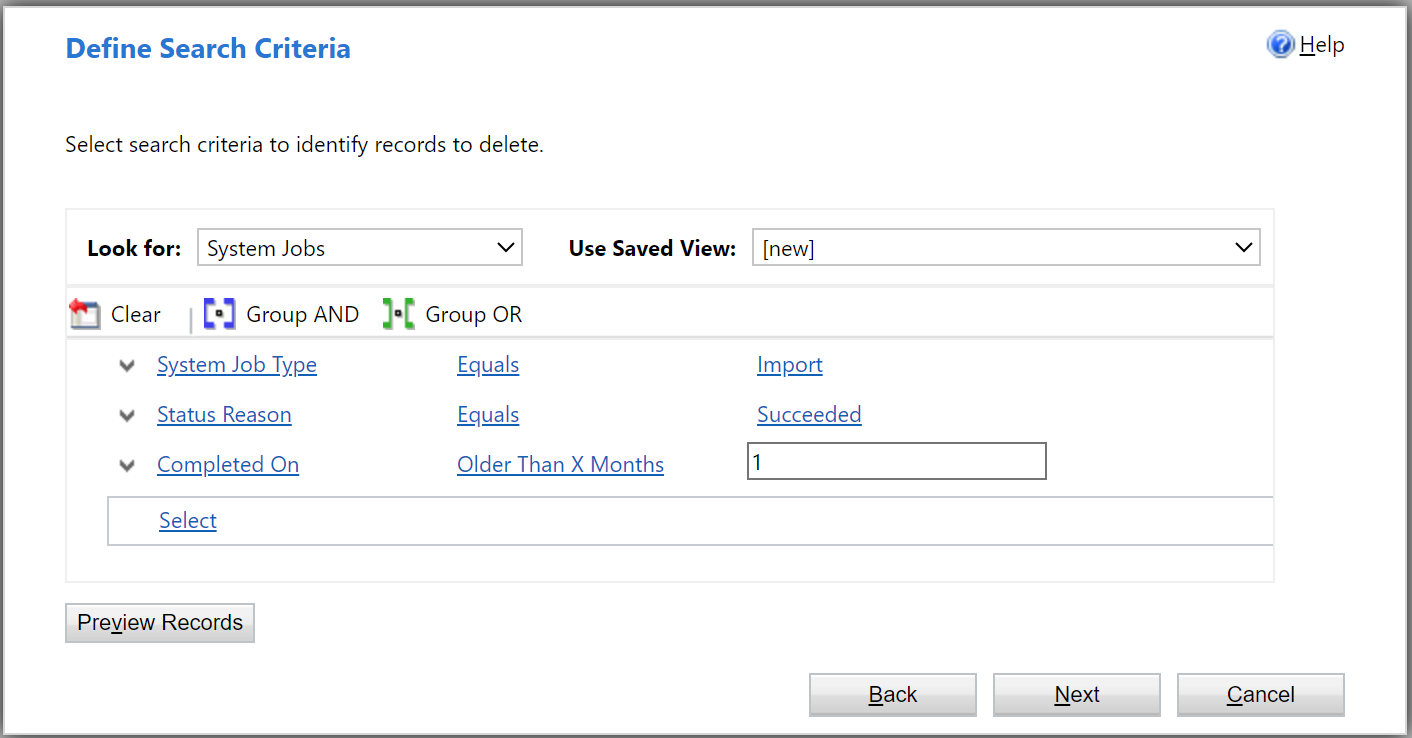 Define Search Criteria
Help
Select search criteria to identify records to delete.
Look for: System Jobs Use Saved View: [new]
Clear Group AND Group OR
System Job Type Equals Import
Status Reason Equals Succeeded
Completed On Older Than X Months 1
Select
Preview Records
Back Next Cancel